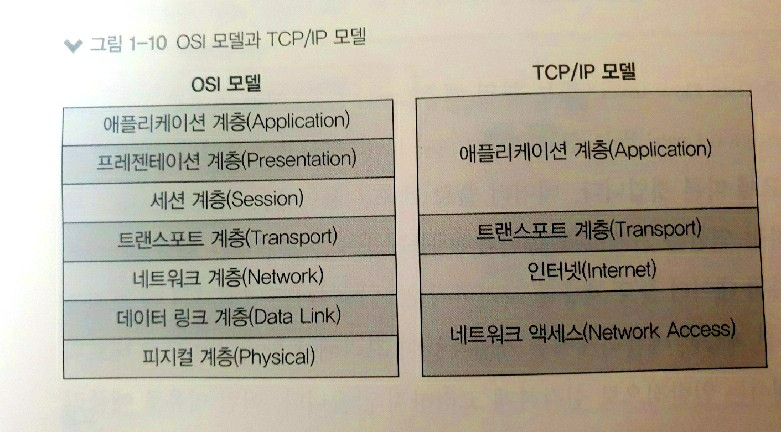 그림 1-10 OSI 모델과 TCP/IP 모델
OSI 모델
애플리케이션 계층(Application)
프레젠테이션 계층(Presentation)
세션 계층(Session)
트랜스포트 계층(Transport)
네트워크 계층(Network)
데이터 링크 계층(Data Link)
피지컬 계층(Physical)
TCP/IP 모델
애플리케이션 계층(Application)
트랜스포트 계층(Transport)
인터넷(Internet)
네트워크 액세스(Network Access)